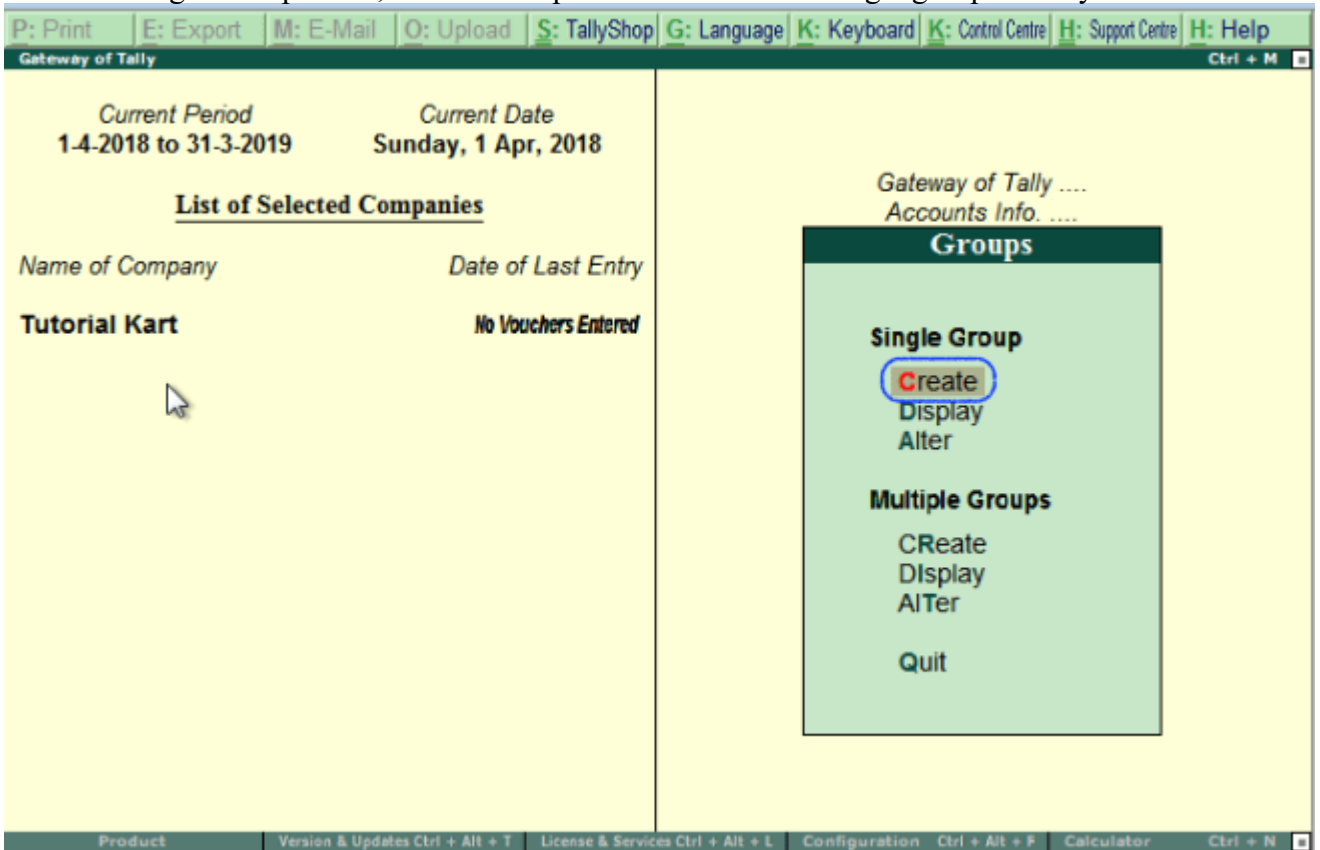 P: Print E: Export M: E-Mail O: Upload S: TallyShop G: Language K: Keyboard K: Control Centre H: Support Centre H: Help
Gateway of Tally Ctrl + M
Current Period Current Date
1-4-2018 to 31-3-2019 Sunday, 1 Apr, 2018
List of Selected Companies
Name of Company Date of Last Entry
Tutorial Kart No Vouchers Entered
Gateway of Tally ....
Accounts Info. ....
Groups
Single Group
Create
Display
Alter
Multiple Groups
CReate
DIsplay
AlTer
Quit
Product Version & Updates Ctrl + Alt + T License & Services Ctrl + Alt + L Configuration Ctrl + Alt + F Calculator Ctrl + N